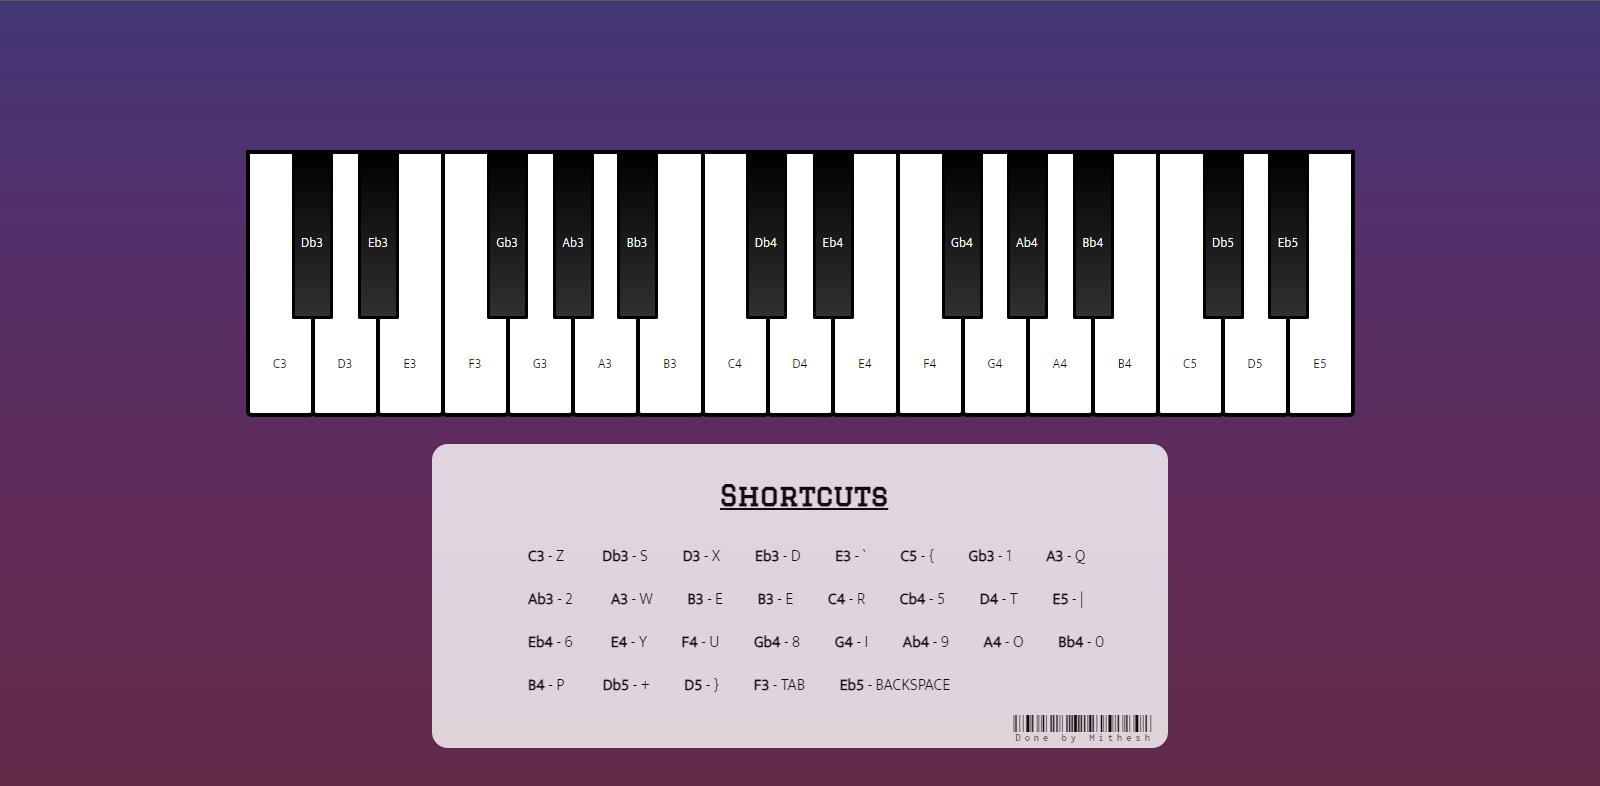 Db3 Eb3 Gb3 Ab3 Bb3 Db4 Eb4 Gb4 Ab4 Bb4 Db5 Eb5
C3 D3 E3 F3 G3 A3 B3 C4 D4 E4 F4 G4 A4 B4 C5 D5 E5
Shortcuts
C3 - Z Db3 - S D3 - X Eb3 - D E3 - ` C5 - { Gb3 - 1 A3 - Q
Ab3 - 2 A3 - W B3 - E B3 - E C4 - R Cb4 - 5 D4 - T E5 - |
Eb4 - 6 E4 - Y F4 - U Gb4 - 8 G4 - I Ab4 - 9 A4 - O Bb4 - 0
B4 - P Db5 - + D5 - } F3 - TAB Eb5 - BACKSPACE
Done by Mithesh